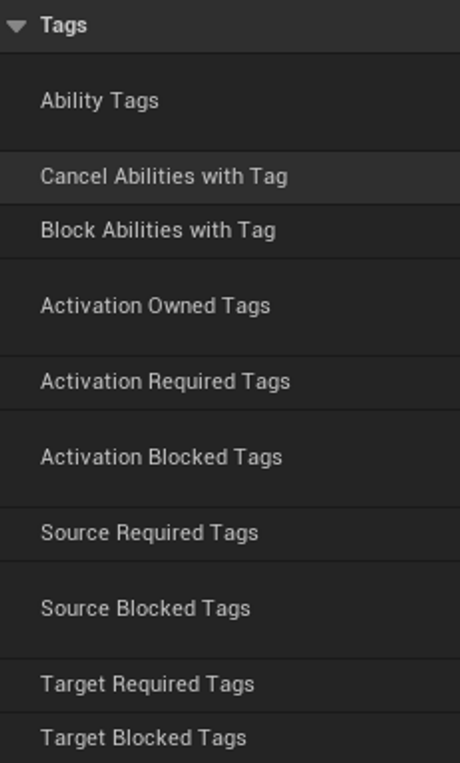 Tags
Ability Tags
Cancel Abilities with Tag
Block Abilities with Tag
Activation Owned Tags
Activation Required Tags
Activation Blocked Tags
Source Required Tags
Source Blocked Tags
Target Required Tags
Target Blocked Tags